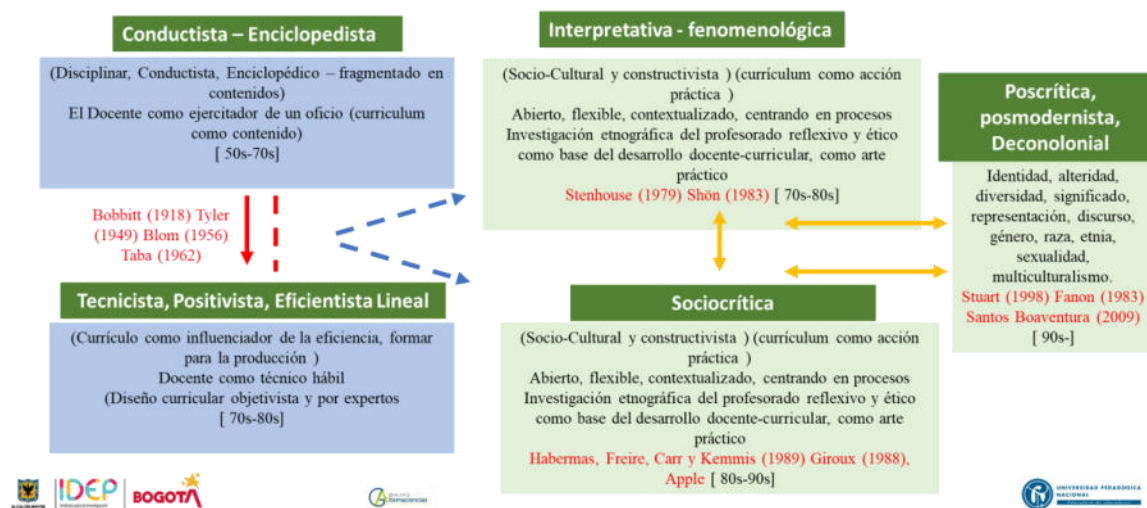 Conductista – Enciclopedista
(Disciplinar, Conductista, Enciclopédico – fragmentado en
contenidos)
El Docente como ejercitador de un oficio (curriculum
como contenido)
[ 50s-70s]
Bobbitt (1918) Tyler
(1949) Blom (1956)
Taba (1962)
Tecnicista, Positivista, Eficientista Lineal
(Currículo como influenciador de la eficiencia, formar
para la producción )
Docente como técnico hábil
(Diseño curricular objetivista y por expertos
[ 70s-80s]
Interpretativa - fenomenológica
(Socio-Cultural y constructivista ) (currículum como acción
práctica )
Abierto, flexible, contextualizado, centrando en procesos
Investigación etnográfica del profesorado reflexivo y ético
como base del desarrollo docente-curricular, como arte
práctico
Stenhouse (1979) Shön (1983) [ 70s-80s]
Sociocrítica
(Socio-Cultural y constructivista ) (currículum como acción
práctica )
Abierto, flexible, contextualizado, centrando en procesos
Investigación etnográfica del profesorado reflexivo y ético
como base del desarrollo docente-curricular, como arte
práctico
Habermas, Freire, Carr y Kemmis (1989) Giroux (1988),
Apple [ 80s-90s]
Poscrítica,
posmodernista,
Deconolonial
Identidad, alteridad,
diversidad, significado,
representación, discurso,
género, raza, etnia,
sexualidad,
multiculturalismo.
Stuart (1998) Fanon (1983)
Santos Boaventura (2009)
[ 90s-]
ALCALDÍA MAYOR
IDEP
BOGOTÁ
UNIVERSIDAD PEDAGÓGICA
NACIONAL